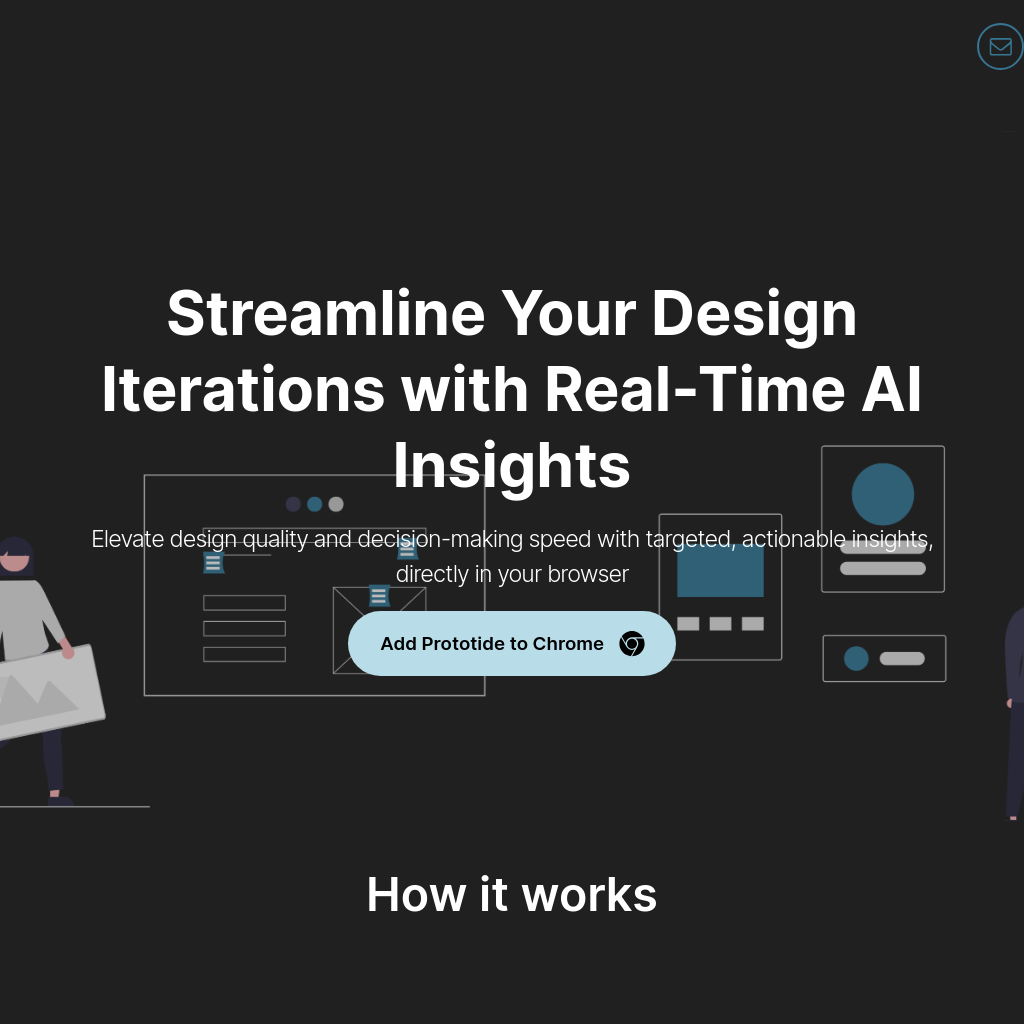 Streamline Your Design
Iterations with Real-Time AI
Insights
Elevate design quality and decision-making speed with targeted, actionable insights,
directly in your browser
Add Prototide to Chrome
How it works